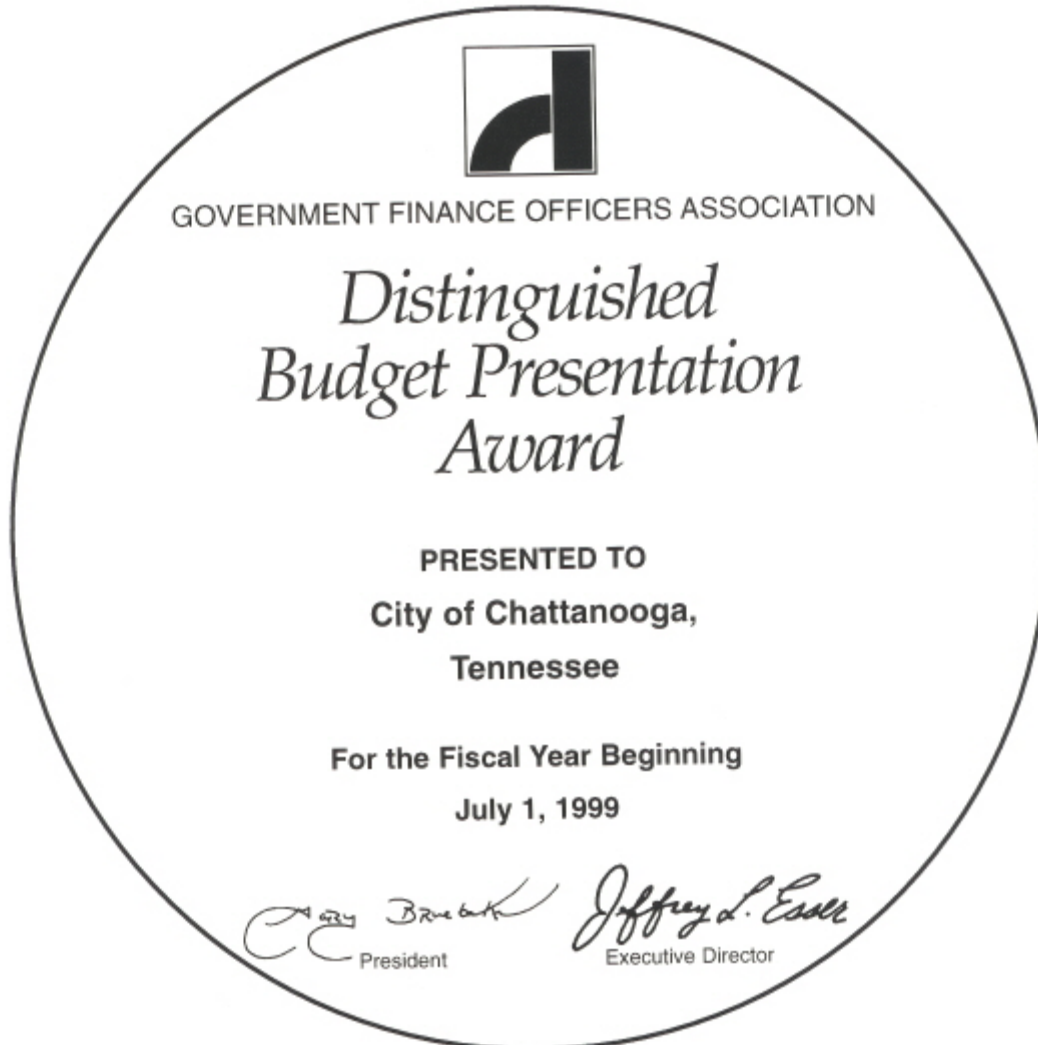 GOVERNMENT FINANCE OFFICERS ASSOCIATION
Distinguished
Budget Presentation
Award
PRESENTED TO
City of Chattanooga,
Tennessee
For the Fiscal Year Beginning
July 1, 1999
Jeffrey L. Esser
President
Executive Director